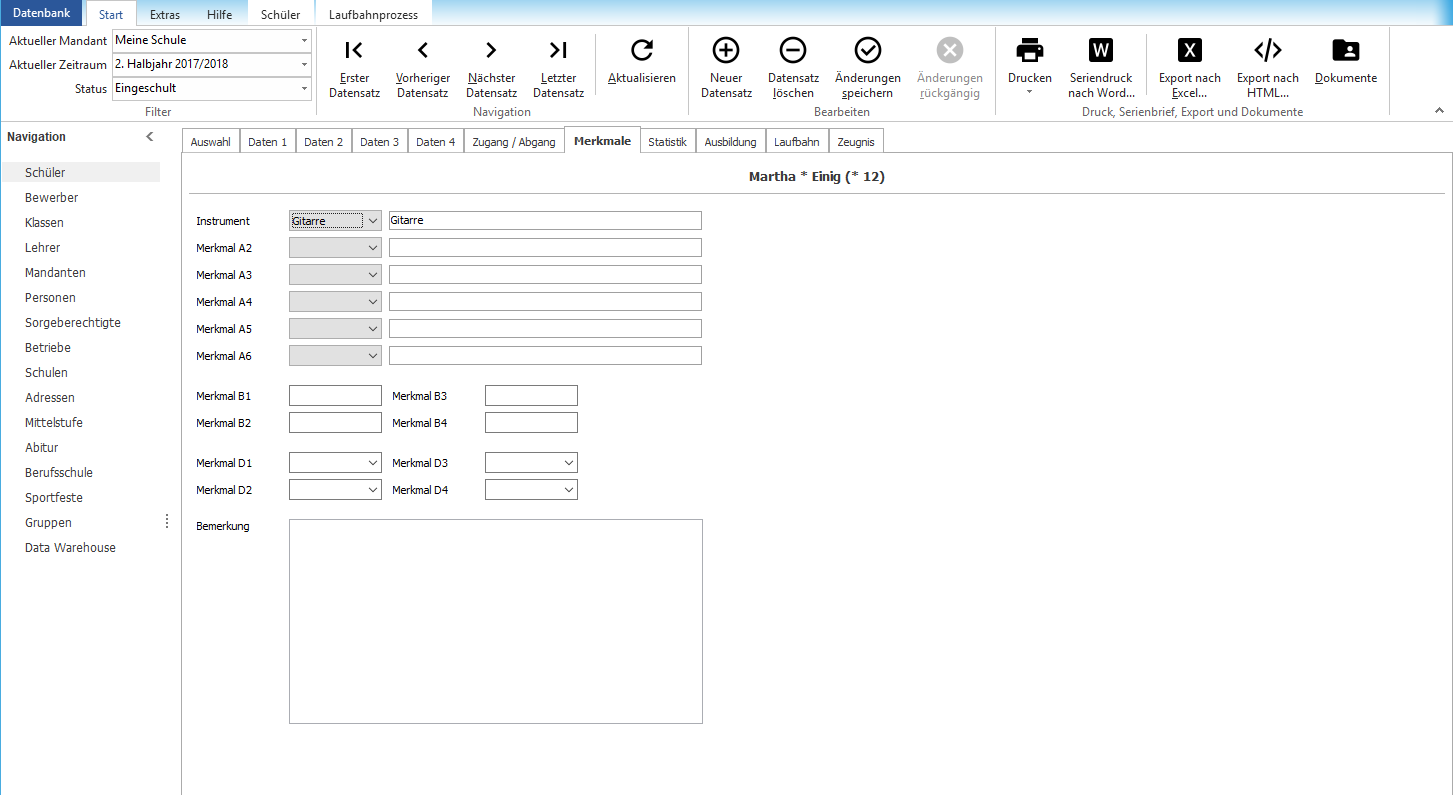 Datenbank Start Extras Hilfe Schüler Laufbahnprozess
Aktueller Mandant Meine Schule
Aktueller Zeitraum 2. Halbjahr 2017/2018
Status Eingeschult
Filter
Erster Datensatz
Vorheriger Datensatz
Nächster Datensatz
Letzter Datensatz
Aktualisieren
Navigation
Neuer Datensatz
Datensatz löschen
Änderungen speichern
Änderungen rückgängig
Bearbeiten
Drucken
W
Seriendruck nach Word...
X
Export nach Excel...
Export nach HTML...
Dokumente
Druck, Serienbrief, Export und Dokumente
Navigation
Schüler
Bewerber
Klassen
Lehrer
Mandanten
Personen
Sorgeberechtigte
Betriebe
Schulen
Adressen
Mittelstufe
Abitur
Berufsschule
Sportfeste
Gruppen
Data Warehouse
Auswahl Daten 1 Daten 2 Daten 3 Daten 4 Zugang / Abgang Merkmale Statistik Ausbildung Laufbahn Zeugnis
Martha * Einig (* 12)
Instrument Gitarre Gitarre
Merkmal A2
Merkmal A3
Merkmal A4
Merkmal A5
Merkmal A6
Merkmal B1 Merkmal B3
Merkmal B2 Merkmal B4
Merkmal D1 Merkmal D3
Merkmal D2 Merkmal D4
Bemerkung